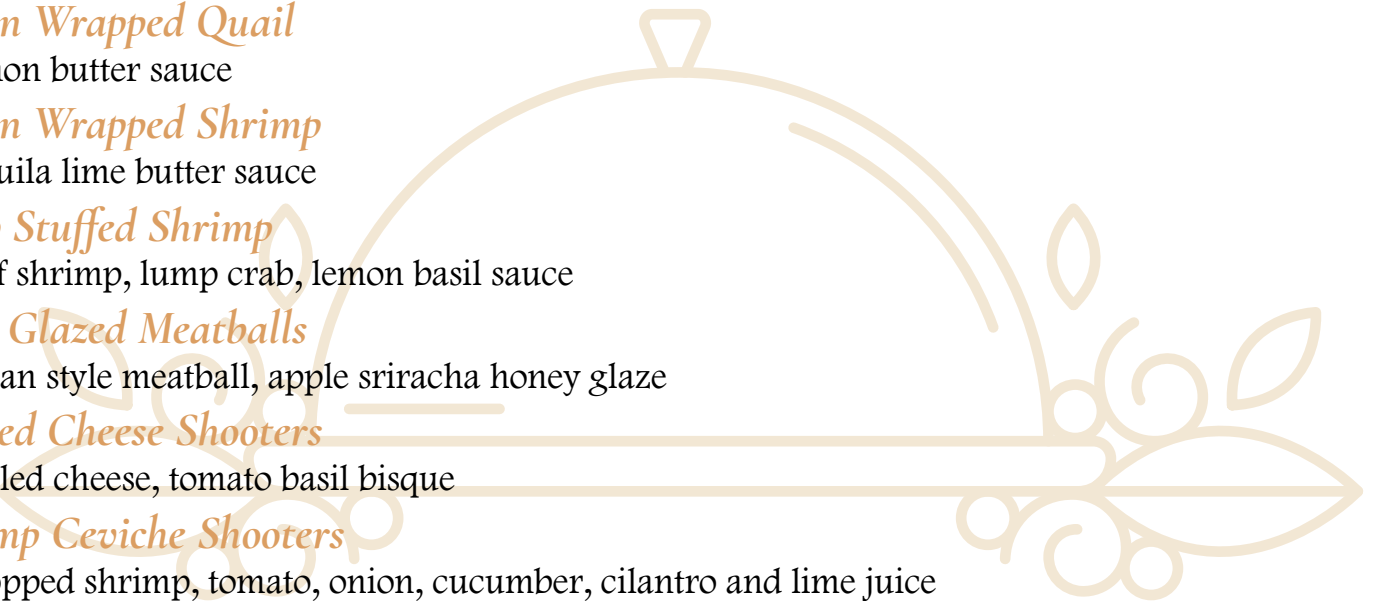 n Wrapped Quail
on butter sauce
n Wrapped Shrimp
uila lime butter sauce
Stuffed Shrimp
f shrimp, lump crab, lemon basil sauce
Glazed Meatballs
an style meatball, apple sriracha honey glaze
ed Cheese Shooters
led cheese, tomato basil bisque
mp Ceviche Shooters
pped shrimp, tomato, onion, cucumber, cilantro and lime juice